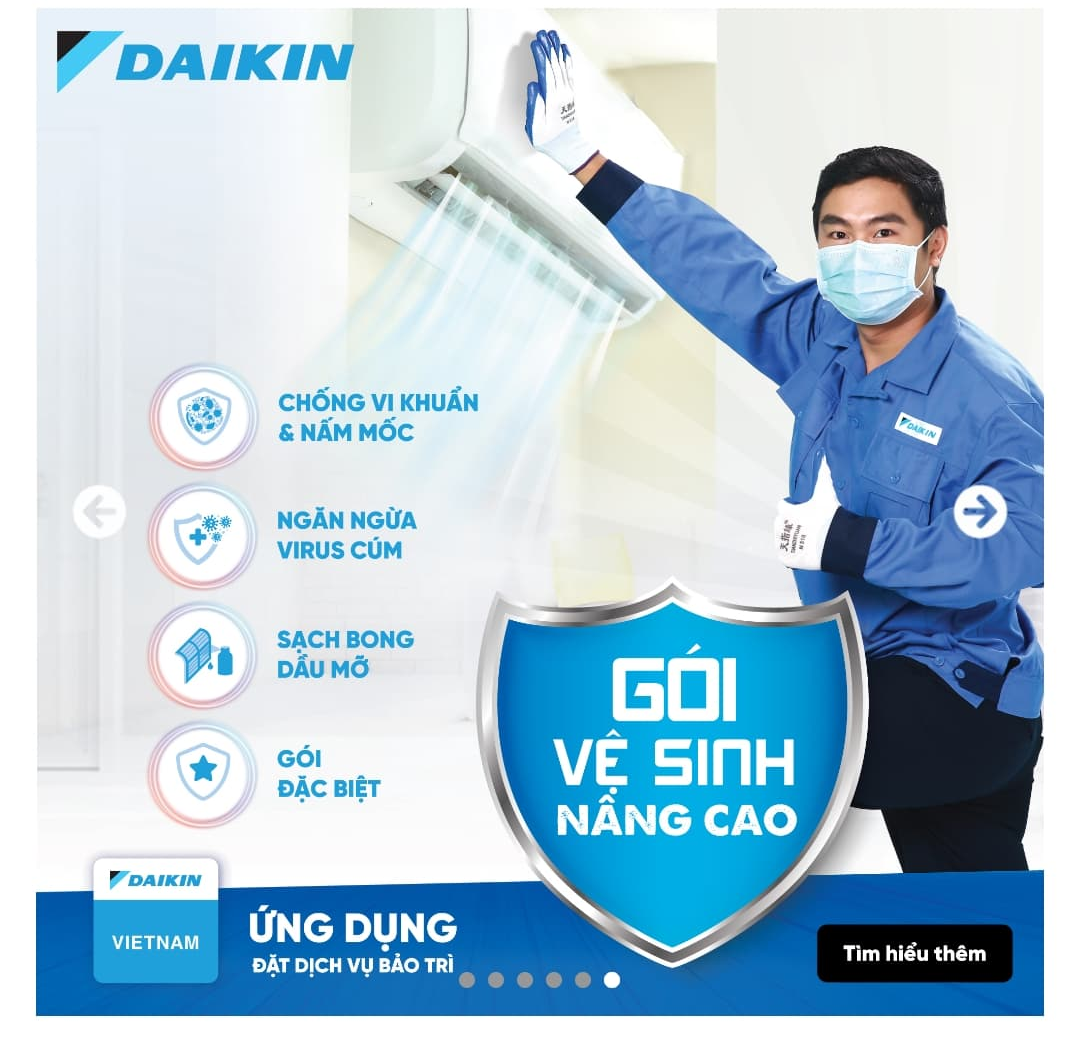 DAIKIN
CHỐNG VI KHUẨN
& NẤM MỐC
NGĂN NGỪA
VIRUS CÚM
SẠCH BONG
DẦU MỠ
GÓI
ĐẶC BIỆT
DAIKIN
GÓI
VỆ SINH
NÂNG CAO
DAIKIN
VIETNAM
ỨNG DỤNG
ĐẶT DỊCH VỤ BẢO TRÌ
Tìm hiểu thêm